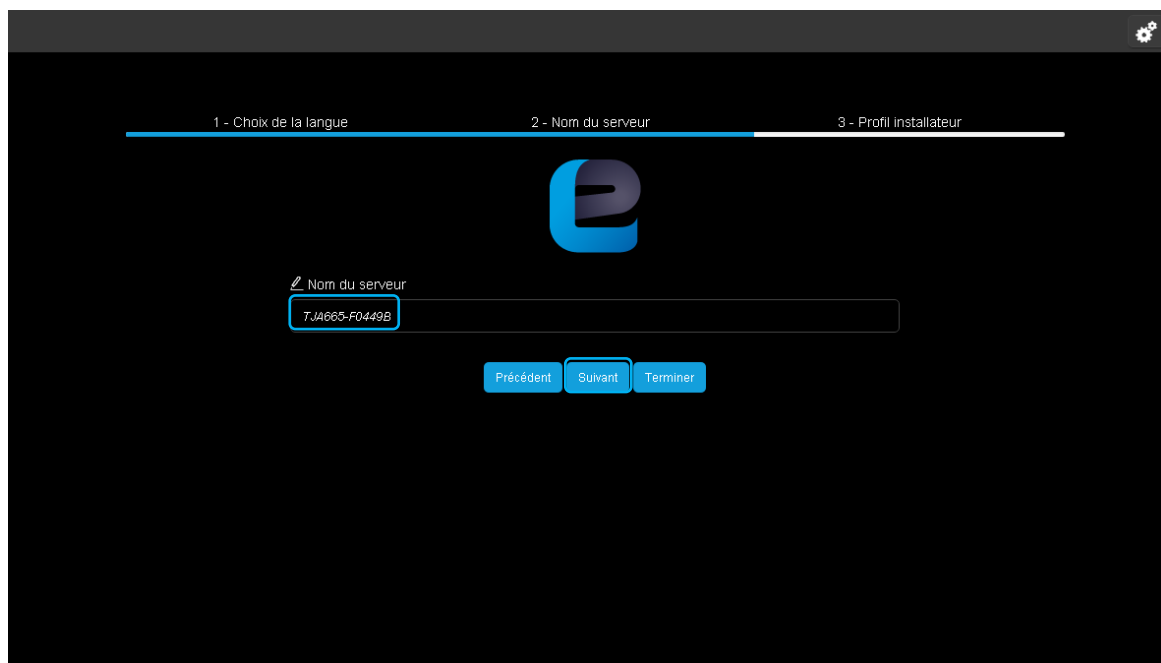 1 - Choix de la langue
2 - Nom du serveur
3 - Profil installateur
Nom du serveur
TJA665-F0449B
Précédent
Suivant
Terminer